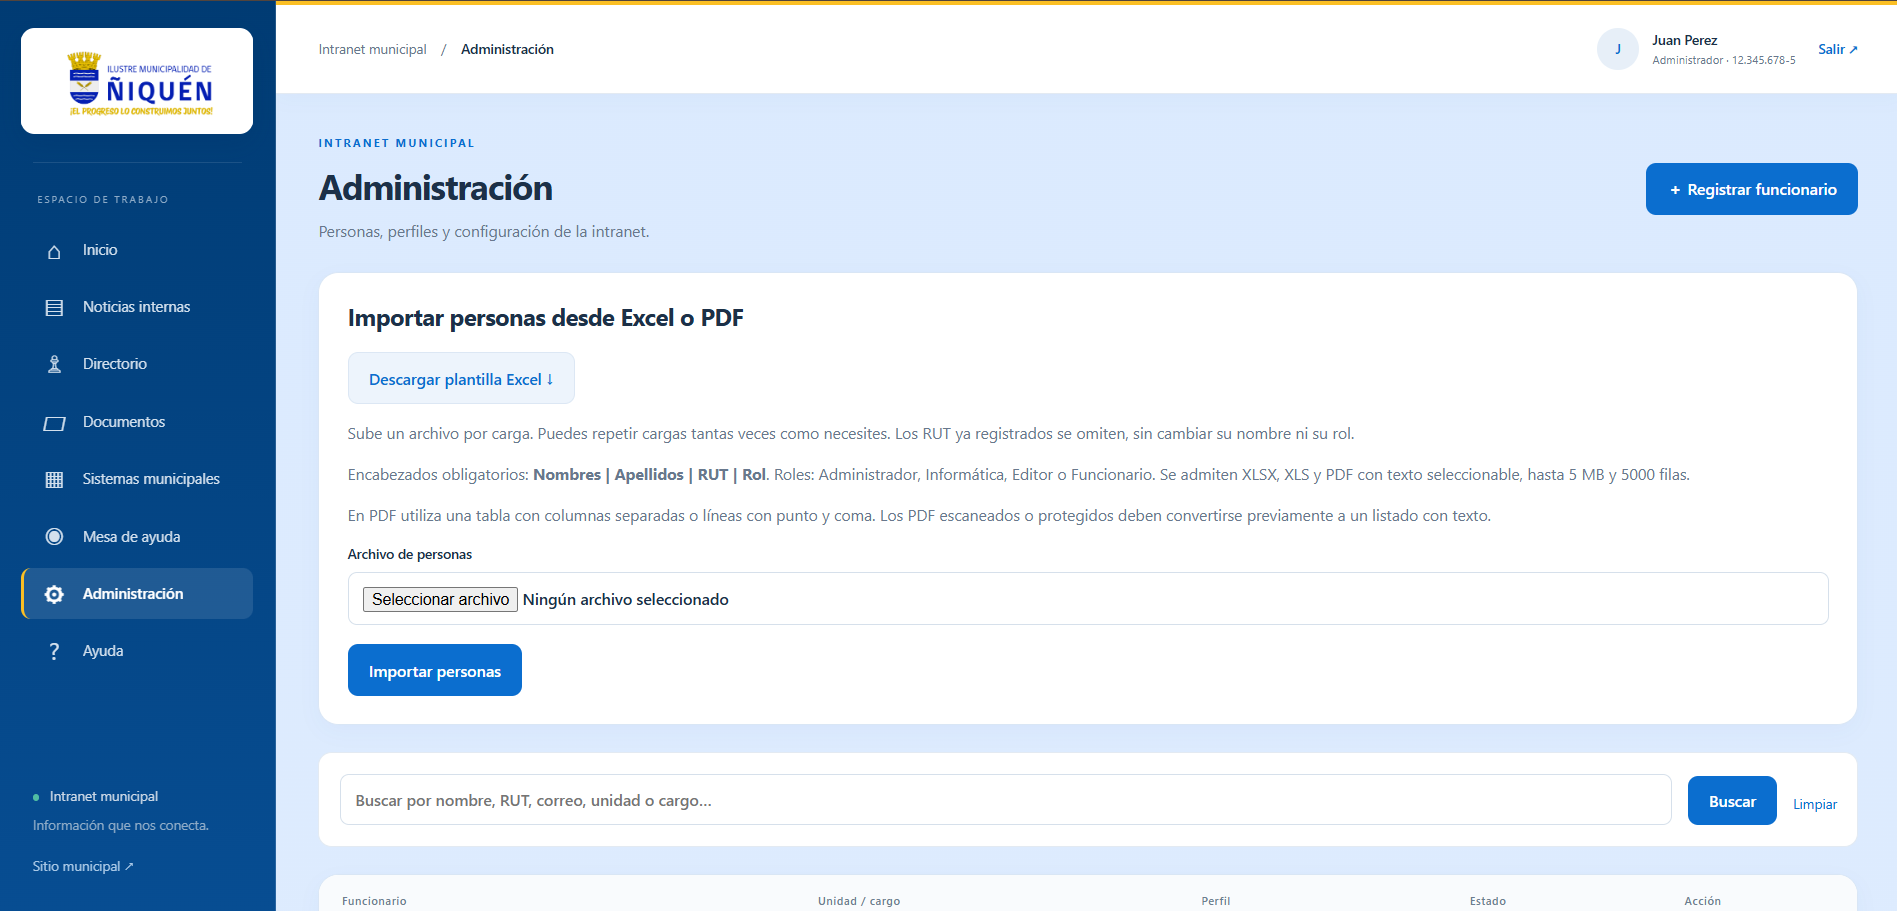 ILUSTRE MUNICIPALIDAD DE
ÑIQUÉN
¡EL PROGRESO LO CONSTRUIMOS JUNTOS!
ESPACIO DE TRABAJO
Inicio
Noticias internas
Directorio
Documentos
Sistemas municipales
Mesa de ayuda
Administración
? Ayuda
Intranet municipal
Información que nos conecta.
Sitio municipal ↗
Intranet municipal / Administración
J
Juan Perez
Administrador · 12.345.678-5
Salir ↗
INTRANET MUNICIPAL
Administración
Personas, perfiles y configuración de la intranet.
+ Registrar funcionario
Importar personas desde Excel o PDF
Descargar plantilla Excel ↓
Sube un archivo por carga. Puedes repetir cargas tantas veces como necesites. Los RUT ya registrados se omiten, sin cambiar su nombre ni su rol.
Encabezados obligatorios: Nombres | Apellidos | RUT | Rol. Roles: Administrador, Informática, Editor o Funcionario. Se admiten XLSX, XLS y PDF con texto seleccionable, hasta 5 MB y 5000 filas.
En PDF utiliza una tabla con columnas separadas o líneas con punto y coma. Los PDF escaneados o protegidos deben convertirse previamente a un listado con texto.
Archivo de personas
Seleccionar archivo Ningún archivo seleccionado
Importar personas
Buscar por nombre, RUT, correo, unidad o cargo...
Buscar
Limpiar
Funcionario Unidad / cargo Perfil Estado Acción